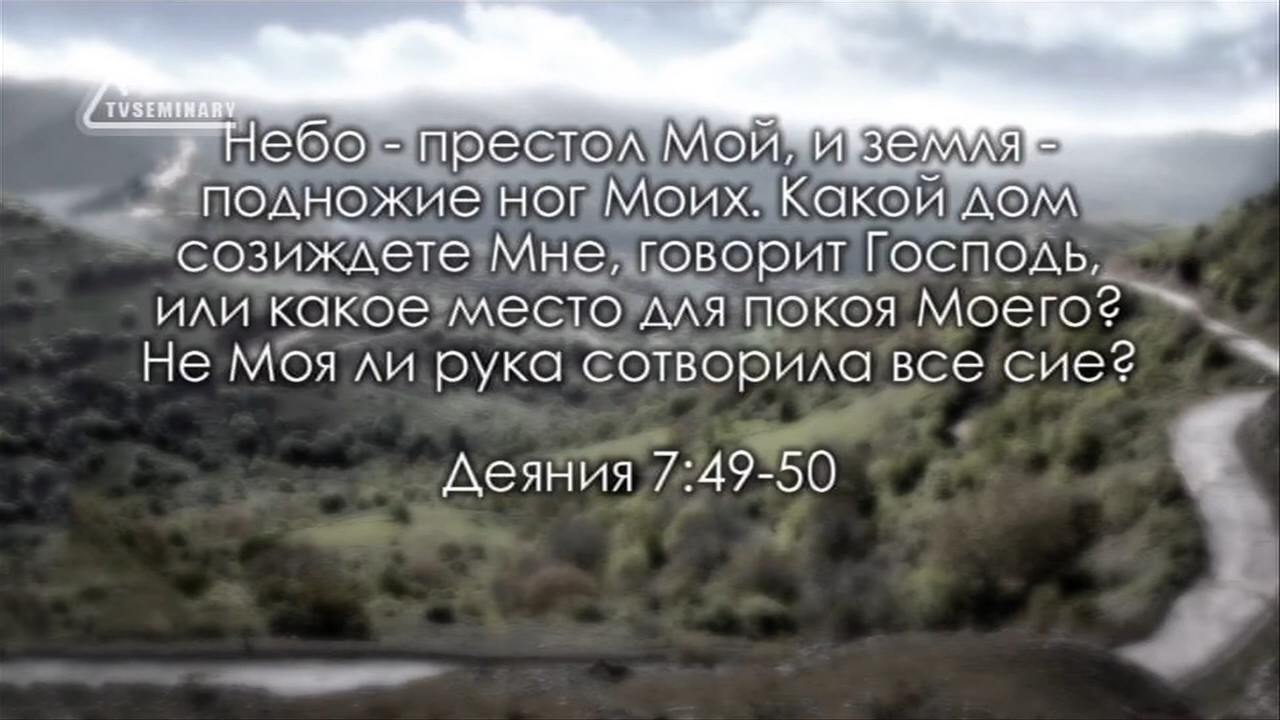 TVSEMINARY
Небо - престол Мой, и земля -
подножие ног Моих. Какой дом
созиждете Мне, говорит Господь,
или какое место для покоя Моего?
Не Моя ли рука сотворила все сие?
Деяния 7:49-50